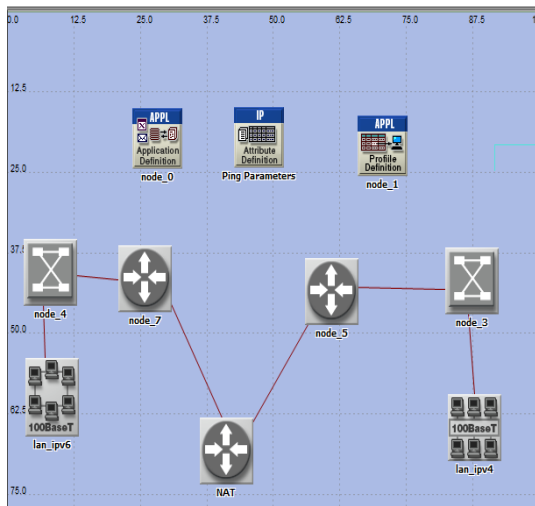 0.0 12.5 25.0 37.5 50.0 62.5 75.0 87.5
12.5
APPL
Application
Definition
node_0
IP
Attribute
Definition
Ping Parameters
APPL
Profile
Definition
node_1
25.0
37.5
node_4
node_7
node_5
node_3
50.0
100BaseT
lan_ipv6
62.5
NAT
100BaseT
lan_ipv4
75.0